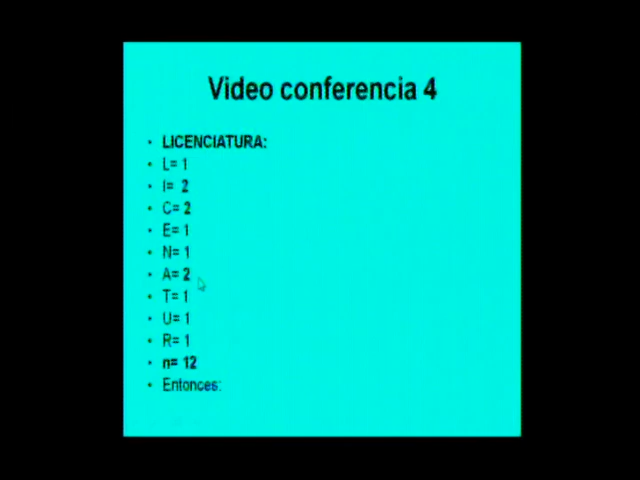 Video conferencia 4
• LICENCIATURA:
• L= 1
• I= 2
• C= 2
• E= 1
• N= 1
• A= 2
• T= 1
• U= 1
• R= 1
• n= 12
• Entonces: